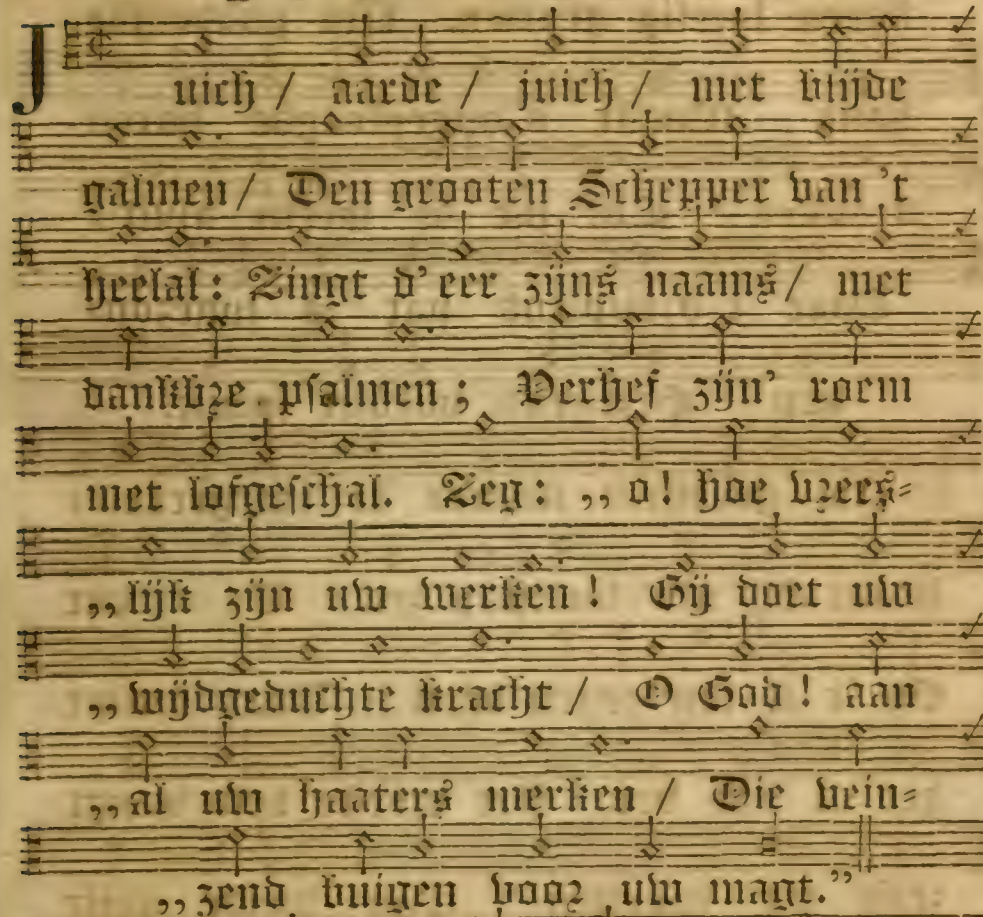 Juich / aarde / juich / met blijde
galmen / Den grooten Schepper van 't
heelal: Zingt d'eer zijns naams / met
dankbre psalmen; Verhef zijn' roem
met lofgeschal. Zeg: ,, o! hoe vrees=
,,lijk zijn uw werken! Gij doet uw
,,wijdgeduchte kracht / O God! aan
,,al uw haaters merken / Die vein=
,,zend buigen voor uw magt."